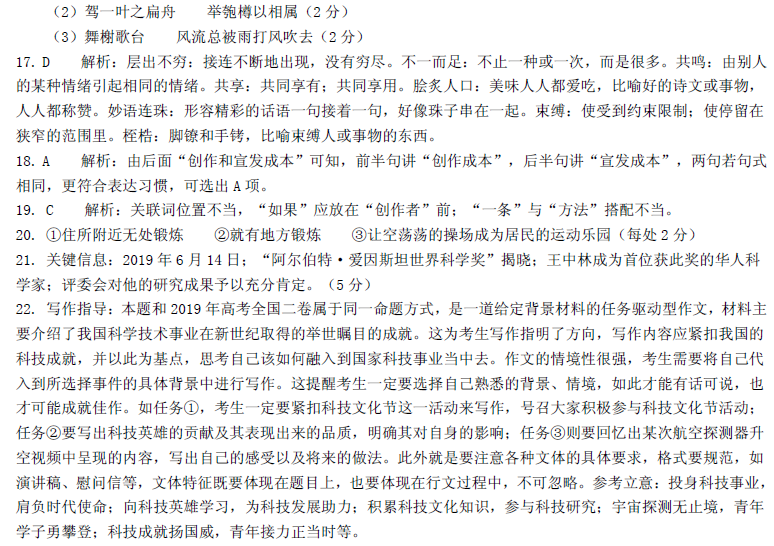 （2）驾一叶之扁舟　　举匏樽以相属（2 分）
（3）舞榭歌台　　风流总被雨打风吹去（2 分）
17. D　　解析：层出不穷：接连不断地出现，没有穷尽。不一而足：不止一种或一次，而是很多。共鸣：由别人
的某种情绪引起相同的情绪。共享：共同享有；共同享用。脍炙人口：美味人人都爱吃，比喻好的诗文或事物，
人人都称赞。妙语连珠：形容精彩的话语一句接着一句，好像珠子串在一起。束缚：使受到约束限制；使停留在
狭窄的范围里。桎梏：脚镣和手铐，比喻束缚人或事物的东西。
18. A　　解析：由后面“创作和宣发成本”可知，前半句讲“创作成本”，后半句讲“宣发成本”，两句若句式
相同，更符合表达习惯，可选出 A 项。
19. C　　解析：关联词位置不当，“如果”应放在“创作者”前；“一条”与“方法”搭配不当。
20. ①住所附近无处锻炼　　②就有地方锻炼　　③让空荡荡的操场成为居民的运动乐园（每处 2 分）
21. 关键信息：2019 年 6 月 14 日；“阿尔伯特·爱因斯坦世界科学奖”揭晓；王中林成为首位获此奖的华人科
学家；评委会对他的研究成果予以充分肯定。（5 分）
22. 写作指导：本题和 2019 年高考全国二卷属于同一命题方式，是一道给定背景材料的任务驱动型作文，材料主
要介绍了我国科学技术事业在新世纪取得的举世瞩目的成就。这为考生写作指明了方向，写作内容应紧扣我国的
科技成就，并以此为基点，思考自己该如何融入到国家科技事业当中去。作文的情境性很强，考生需要将自己代
入到所选择事件的具体背景中进行写作。这提醒考生一定要选择自己熟悉的背景、情境，如此才能有话可说，也
才可能成就佳作。如任务①，考生一定要紧扣科技文化节这一活动来写作，号召大家积极参与科技文化节活动；
任务②要写出科技英雄的贡献及其表现出来的品质，明确其对自身的影响；任务③则要回忆出某次航空探测器升
空视频中呈现的内容，写出自己的感受以及将来的做法。此外就是要注意各种文体的具体要求，格式要规范，如
演讲稿、慰问信等，文体特征既要体现在题目上，也要体现在行文过程中，不可忽略。参考立意：投身科技事业，
肩负时代使命；向科技英雄学习，为科技发展助力；积累科技文化知识，参与科技研究；宇宙探测无止境，青年
学子勇攀登；科技成就扬国威，青年接力正当时等。